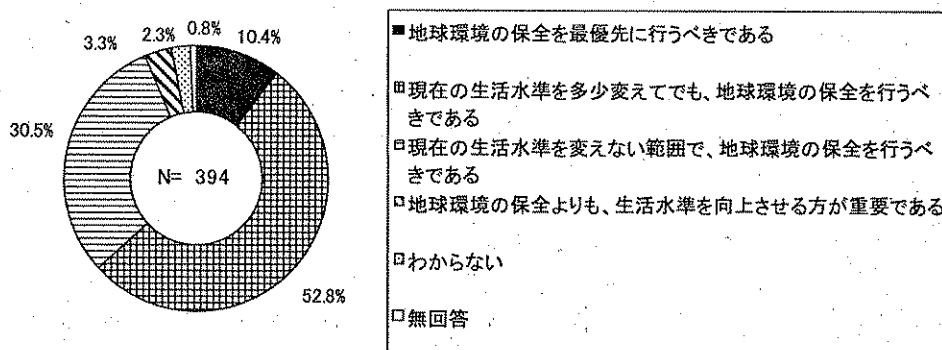 3.3%
2.3%
0.8%
10.4%
30.5%
N= 394
52.8%
地球環境の保全を最優先に行うべきである
現在の生活水準を多少変えてでも、地球環境の保全を行うべ
きである
現在の生活水準を変えない範囲で、地球環境の保全を行うべ
きである
地球環境の保全よりも、生活水準を向上させる方が重要である
わからない
無回答